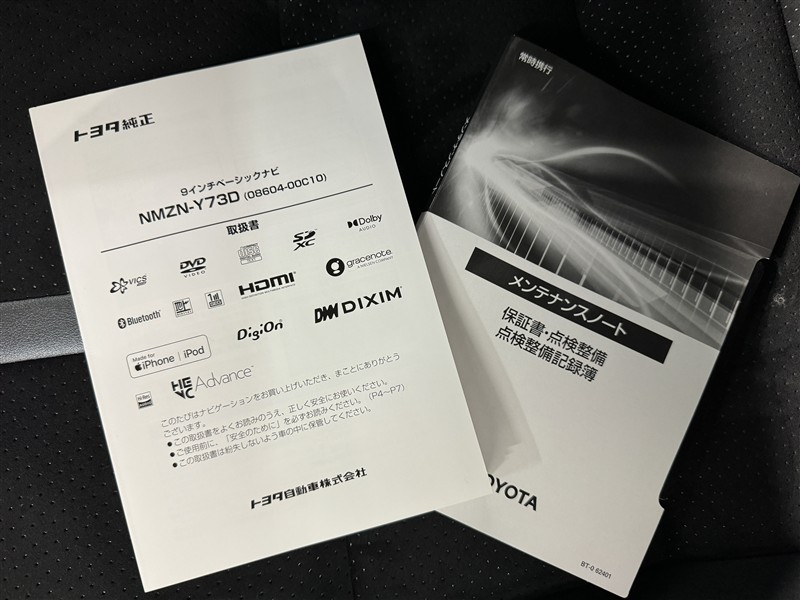 トヨタ純正
9インチベーシックナビ
NMZN-Y73D (08604-00C10)
取扱書
VICS
DVD
VIDEO
SD
XC
Dolby
AUDIO
Bluetooth
HDMI
gracenote
DigiOn
DIXIM
Made for
iPhone | iPod
HEVC Advance
このたびはナビゲーションをお買い上げいただき、まことにありがとう
ございます。
● この取扱書をよくお読みのうえ、正しく安全にお使いください。
● ご使用前に、「安全のために」を必ずお読みください。(P4〜P7)
● この取扱書は紛失しないよう車の中に保管してください。
トヨタ自動車株式会社
常時携行
メンテナンスノート
保証書・点検整備
点検整備記録簿
OYOTA
BT-0 62401